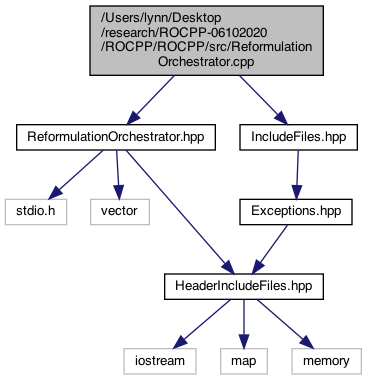 /Users/lynn/Desktop
/research/ROCPP-06102020
/ROCPP/ROCPP/src/Reformulation
Orchestrator.cpp
ReformulationOrchestrator.hpp
IncludeFiles.hpp
stdio.h
vector
Exceptions.hpp
HeaderIncludeFiles.hpp
iostream
map
memory